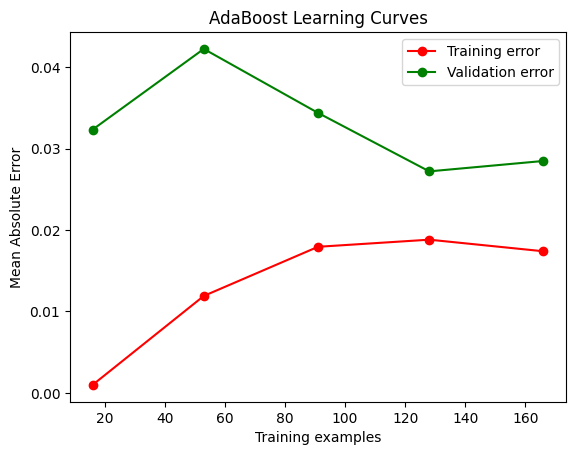 AdaBoost Learning Curves
Training error
Validation error
Mean Absolute Error
0.04
0.03
0.02
0.01
0.00
20 40 60 80 100 120 140 160
Training examples